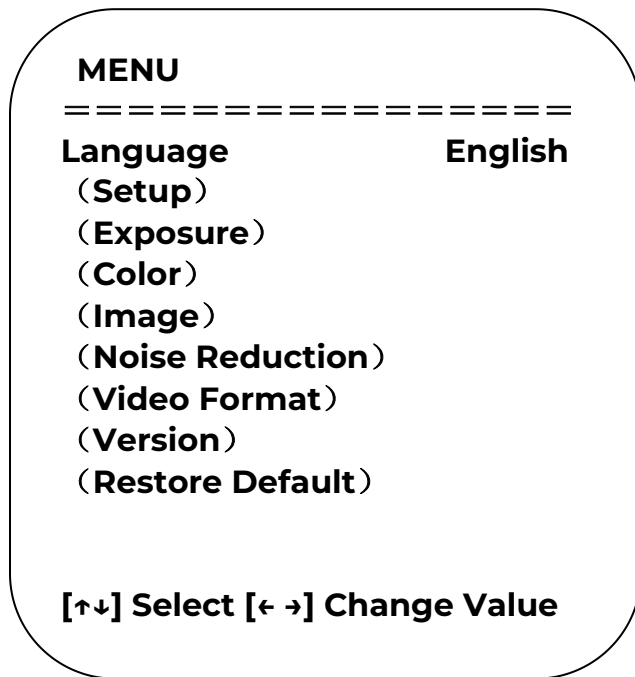 MENU
=================
Language English
（Setup）
（Exposure）
（Color）
（Image）
（Noise Reduction）
（Video Format）
（Version）
（Restore Default）
[↑↓] Select [← →] Change Value